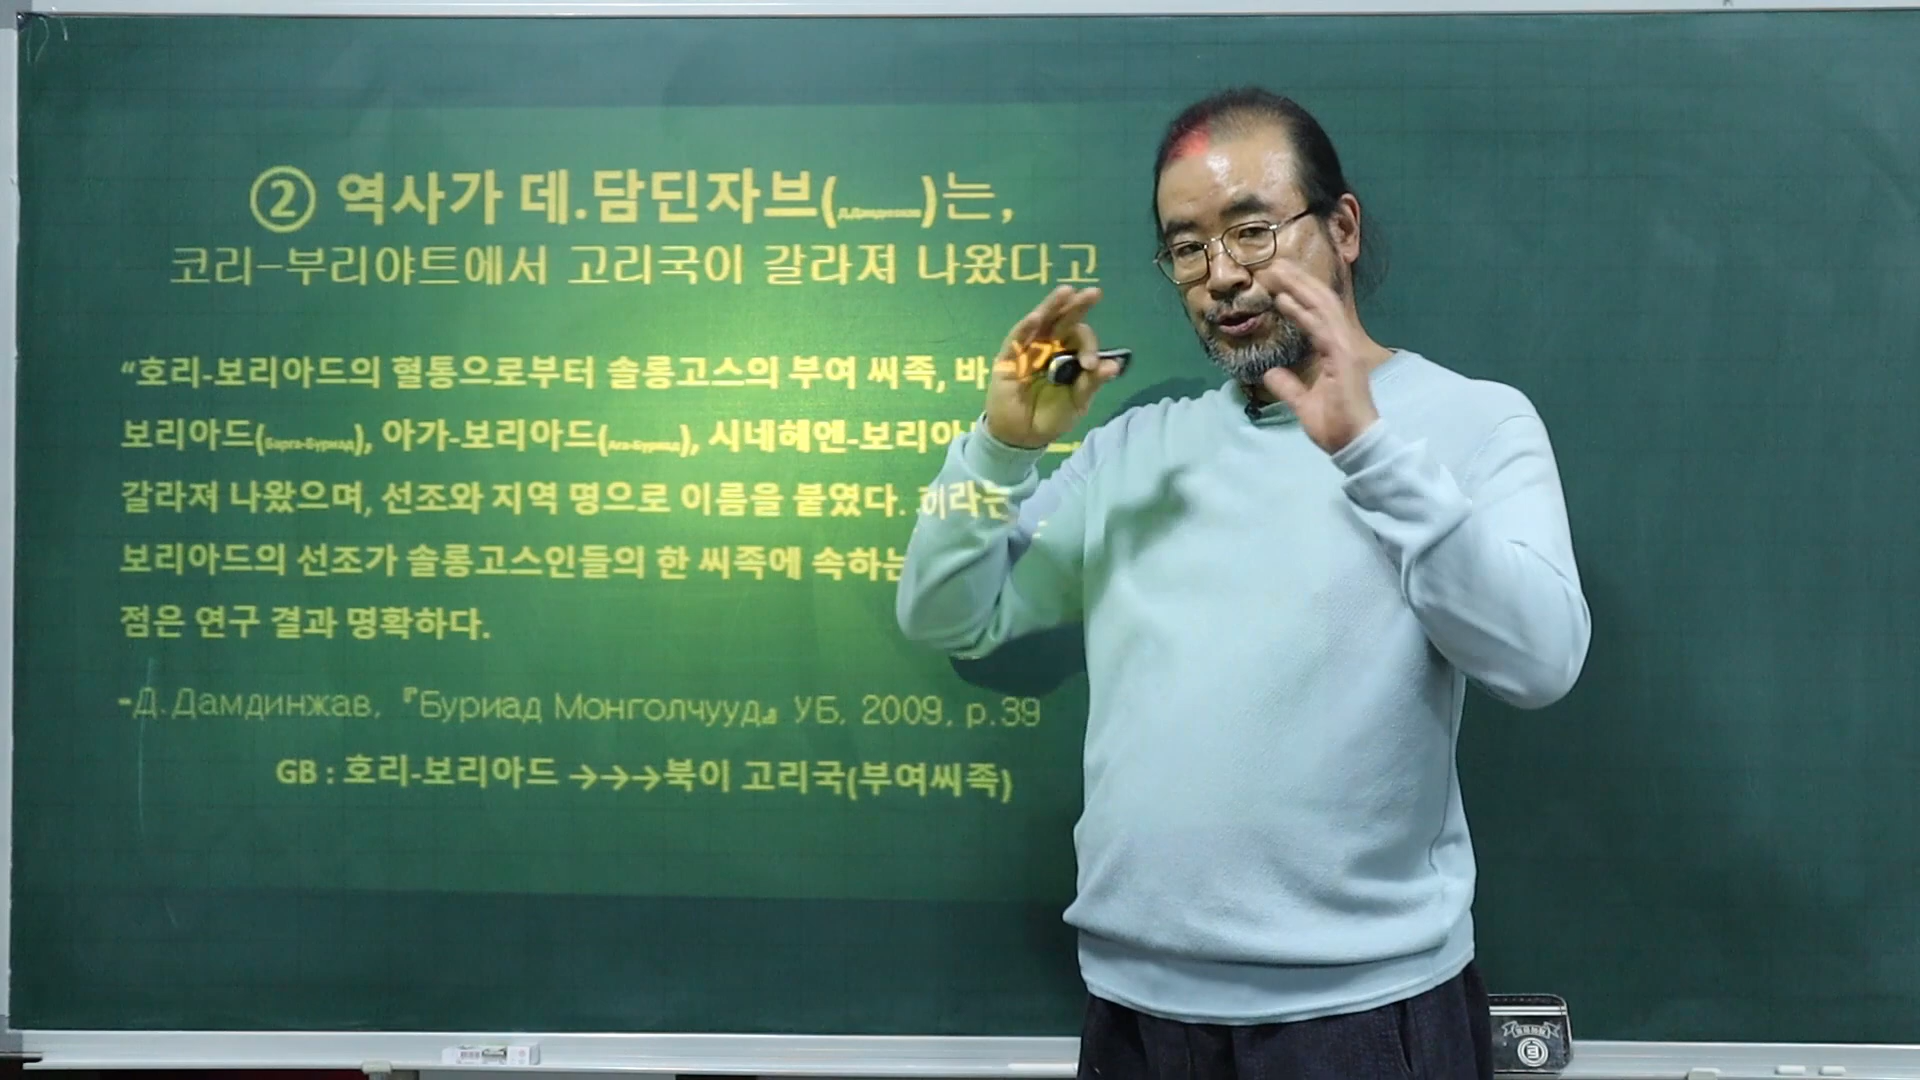 ② 역사가 데.담딘자브(Д.Дамдинжав)는,
코리-부리야트에서 고리국이 갈라져 나왔다고
“호리-보리아드의 혈통으로부터 솔롱고스의 부여 씨족,
보리아드(Барга-Буриад), 아가-보리아드(Ага-Буриад), 시네헤엔-보리아
갈라져 나왔으며, 선조와 지역 명으로 이름을 붙였다.
보리아드의 선조가 솔롱고스인들의 한 씨족에 속하는
점은 연구 결과 명확하다.
-Д.Дамдинжав, 『Буриад Монголчууд』 УБ, 2009, p.39
GB : 호리-보리아드 →→→북이 고리국(부여씨족)